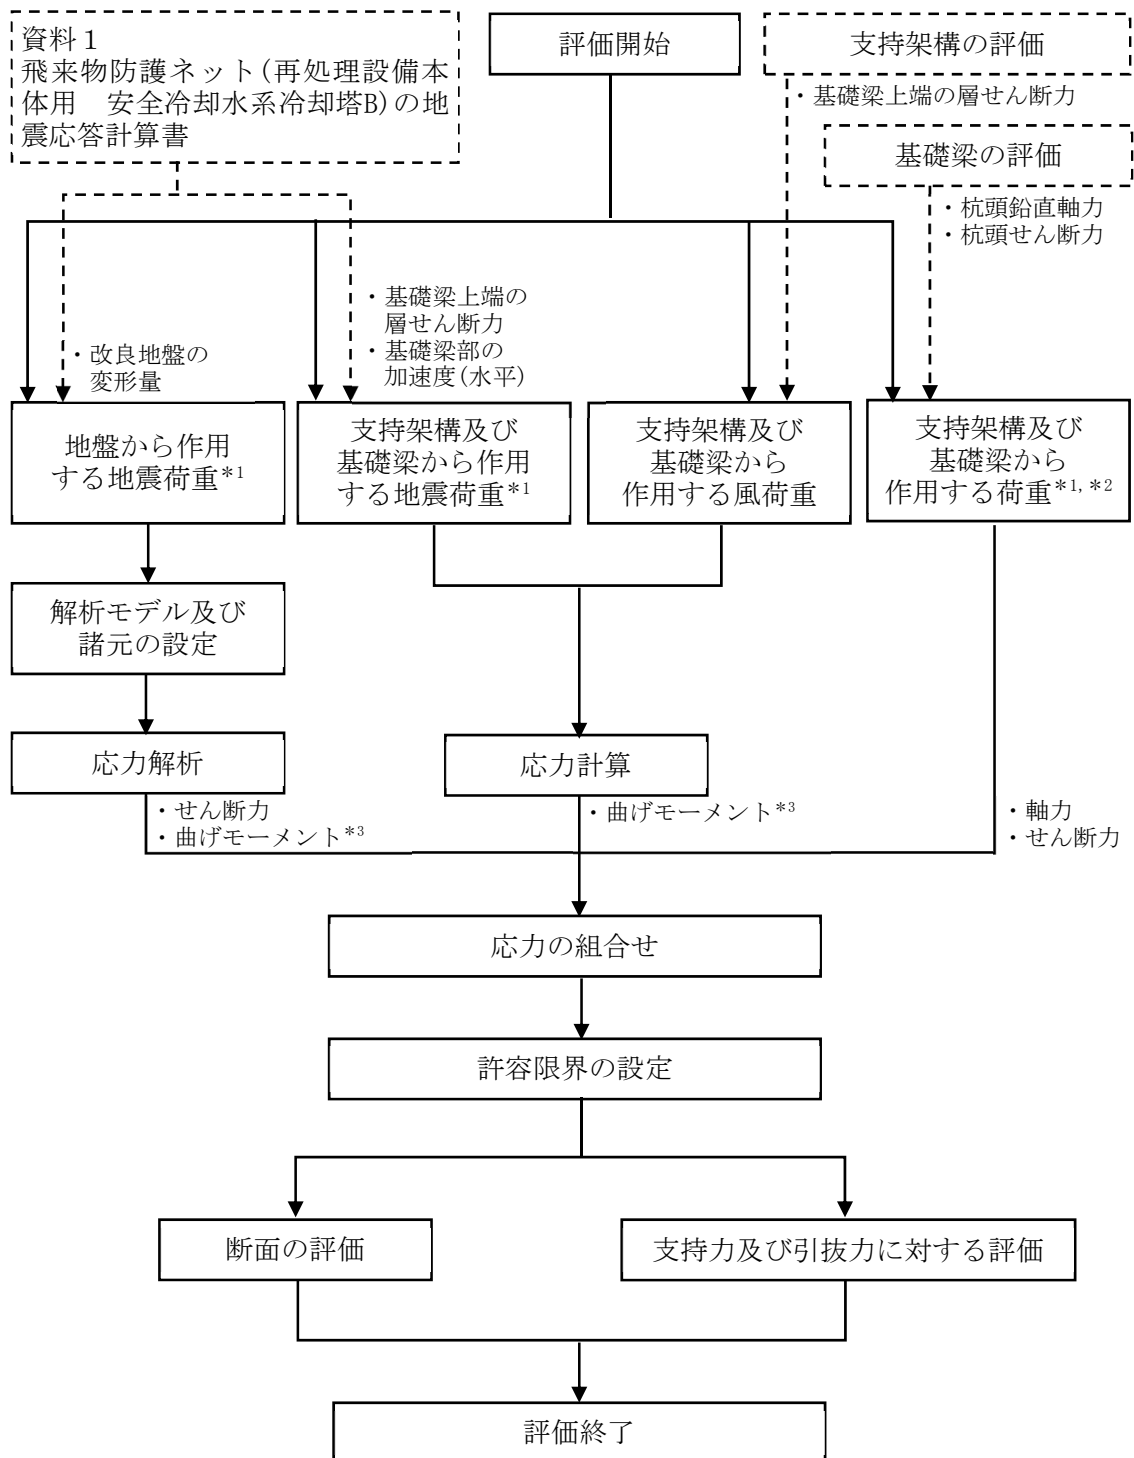 資料１
飛来物防護ネット(再処理設備本
体用　安全冷却水系冷却塔B)の地
震応答計算書
評価開始
支持架構の評価
・基礎梁上端の層せん断力
基礎梁の評価
・杭頭鉛直軸力
・杭頭せん断力
・改良地盤の
変形量
・基礎梁上端の
層せん断力
・基礎梁部の
加速度(水平)
地盤から作用
する地震荷重*1
支持架構及び
基礎梁から作用
する地震荷重*1
支持架構及び
基礎梁から
作用する風荷重
支持架構及び
基礎梁から
作用する荷重*1,*2
解析モデル及び
諸元の設定
応力解析
・せん断力
・曲げモーメント*3
応力計算
・曲げモーメント*3
・軸力
・せん断力
応力の組合せ
許容限界の設定
断面の評価
支持力及び引抜力に対する評価
評価終了